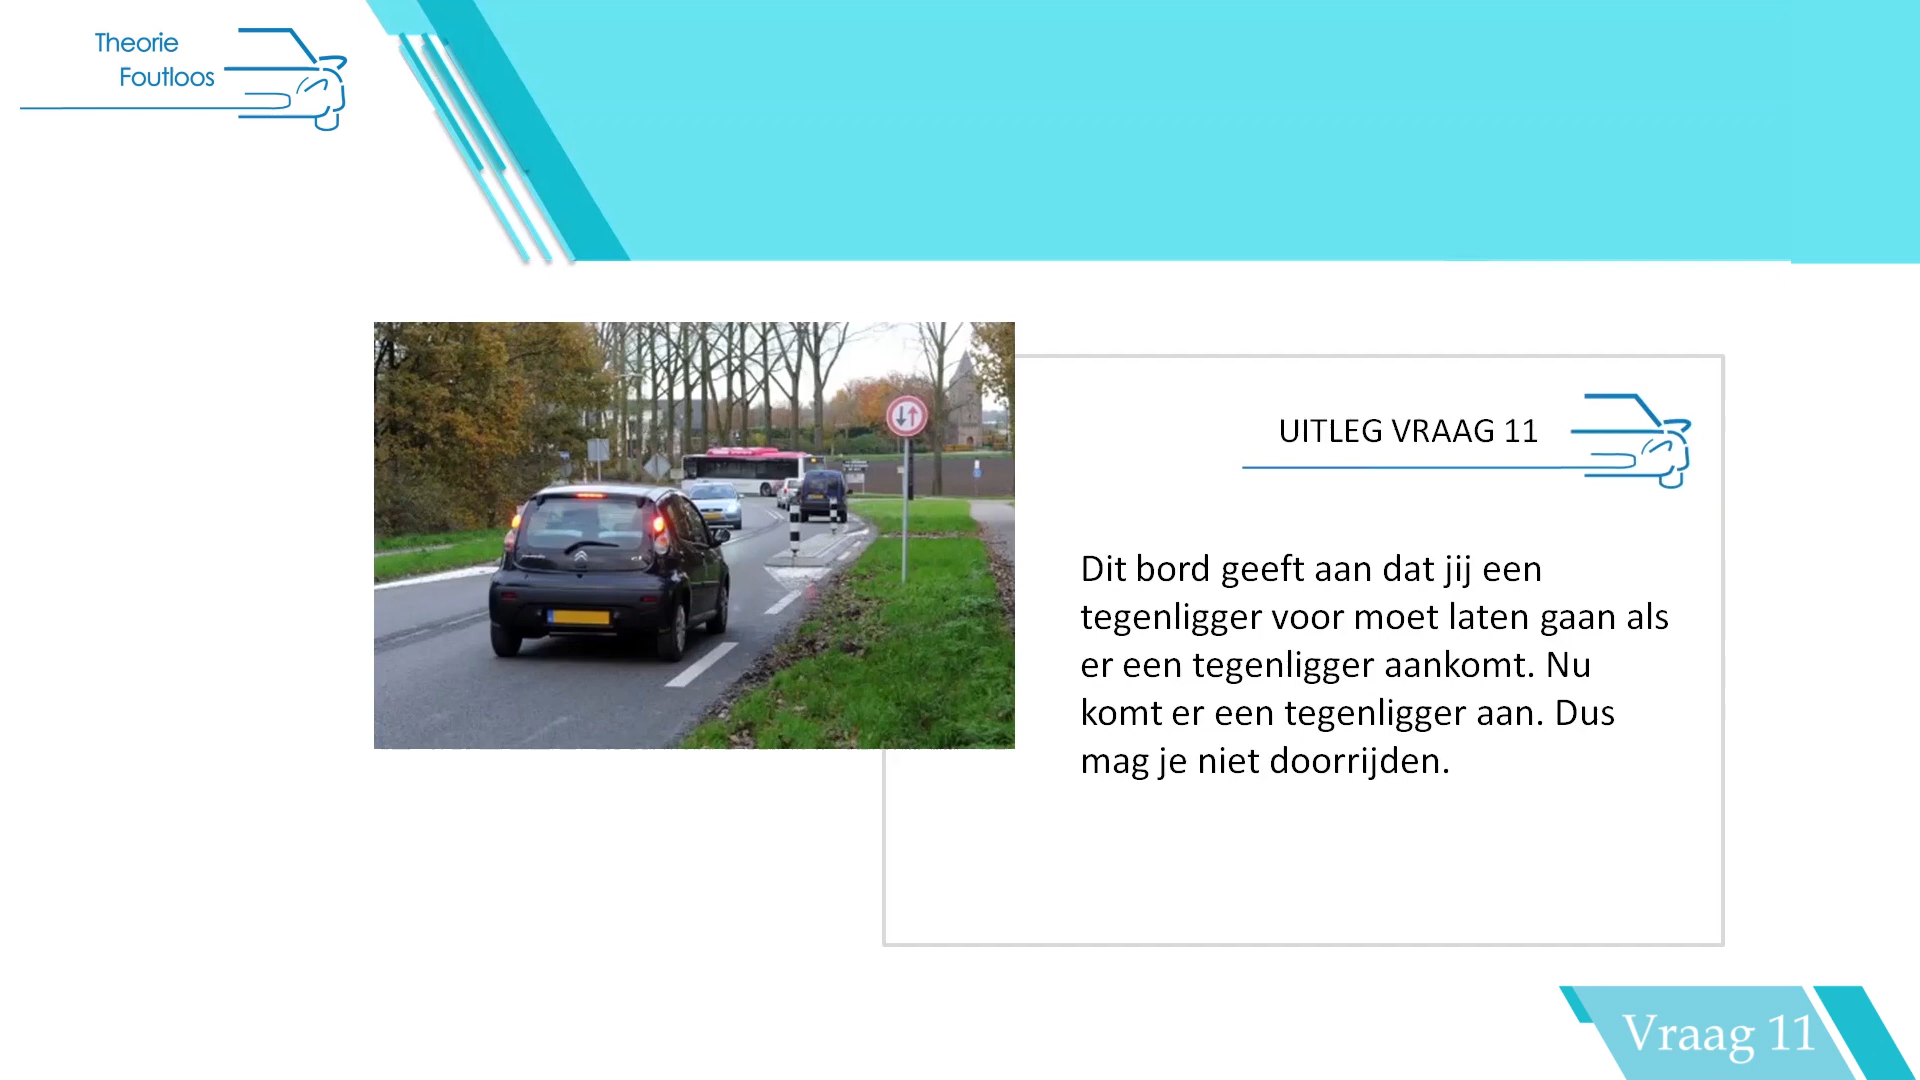 Theorie
Foutloos
UITLEG VRAAG 11
Dit bord geeft aan dat jij een
tegenligger voor moet laten gaan als
er een tegenligger aankomt. Nu
komt er een tegenligger aan. Dus
mag je niet doorrijden.
Vraag 11